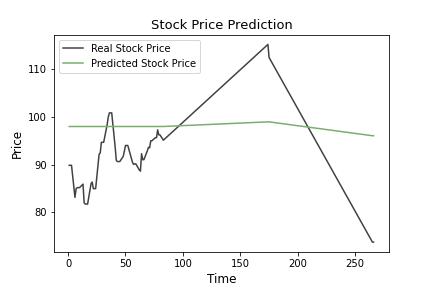 Stock Price Prediction
Real Stock Price
Predicted Stock Price
110
100
90
80
Price
0 50 100 150 200 250
Time